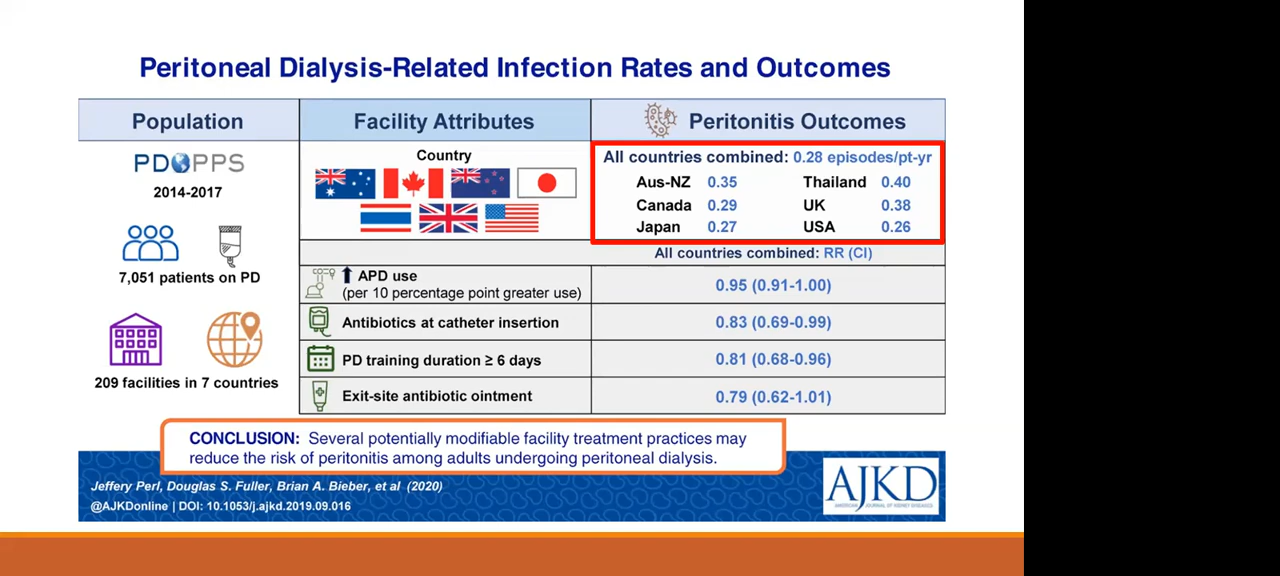 Peritoneal Dialysis-Related Infection Rates and Outcomes
Population
PDOPPS
2014-2017
7,051 patients on PD
209 facilities in 7 countries
Facility Attributes
Country
Peritonitis Outcomes
All countries combined: 0.28 episodes/pt-yr
Aus-NZ 0.35 Thailand 0.40
Canada 0.29 UK 0.38
Japan 0.27 USA 0.26
All countries combined: RR (CI)
APD use
(per 10 percentage point greater use) 0.95 (0.91-1.00)
Antibiotics at catheter insertion 0.83 (0.69-0.99)
PD training duration ≥ 6 days 0.81 (0.68-0.96)
Exit-site antibiotic ointment 0.79 (0.62-1.01)
CONCLUSION: Several potentially modifiable facility treatment practices may
reduce the risk of peritonitis among adults undergoing peritoneal dialysis.
Jeffery Perl, Douglas S. Fuller, Brian A. Bieber, et al (2020)
@AJKDonline | DOI: 10.1053/j.ajkd.2019.09.016
AJKD
AMERICAN JOURNAL OF KIDNEY DISEASES